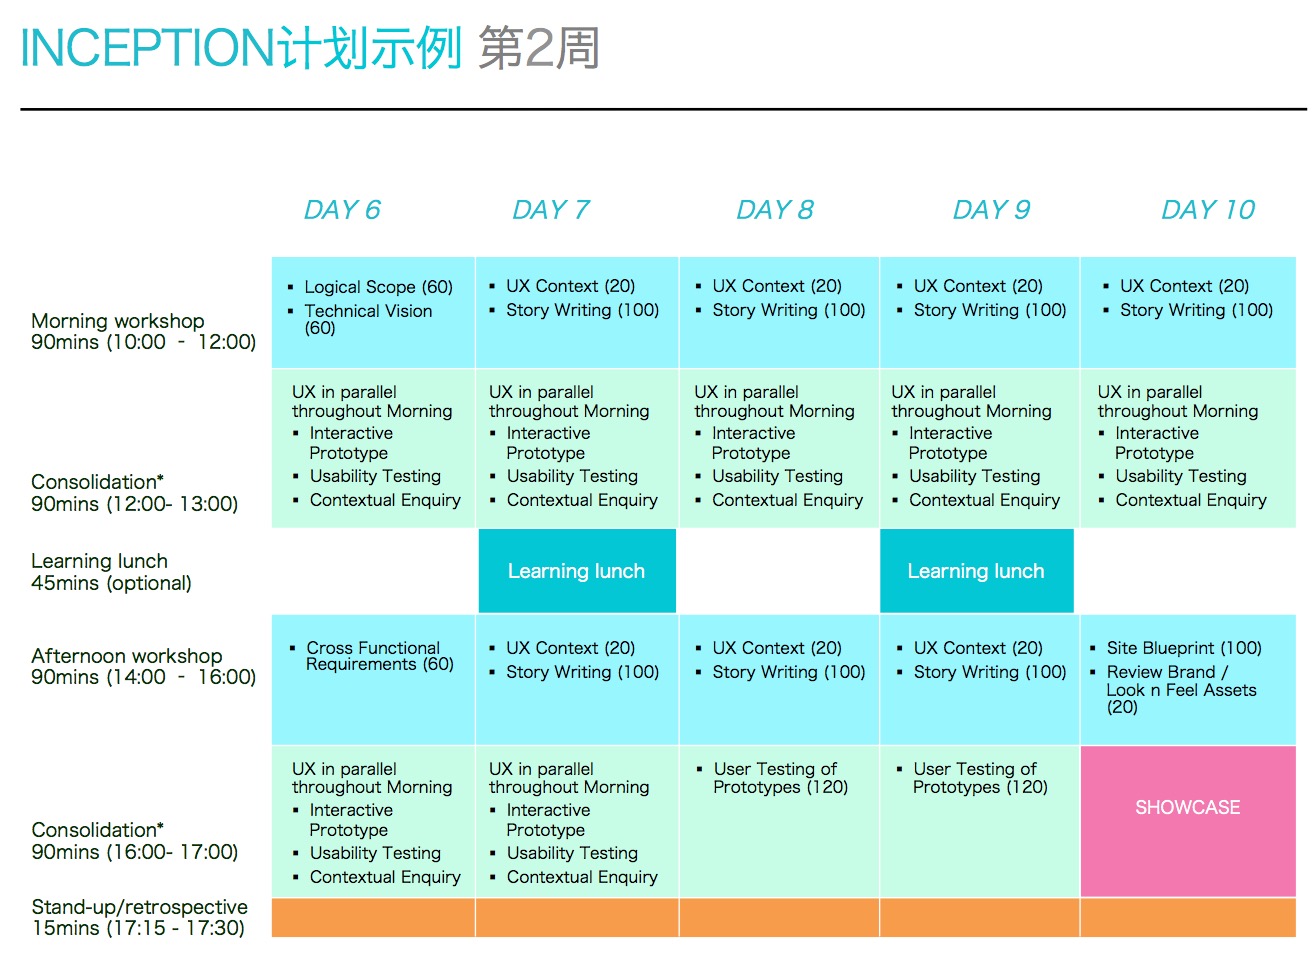 INCEPTION计划示例 第2周
DAY 6
DAY 7
DAY 8
DAY 9
DAY 10
Morning workshop
90mins (10:00 - 12:00)
▪ Logical Scope (60)
▪ Technical Vision
(60)
▪ UX Context (20)
▪ Story Writing (100)
▪ UX Context (20)
▪ Story Writing (100)
▪ UX Context (20)
▪ Story Writing (100)
▪ UX Context (20)
▪ Story Writing (100)
Consolidation*
90mins (12:00- 13:00)
UX in parallel
throughout Morning
▪ Interactive
Prototype
▪ Usability Testing
▪ Contextual Enquiry
UX in parallel
throughout Morning
▪ Interactive
Prototype
▪ Usability Testing
▪ Contextual Enquiry
UX in parallel
throughout Morning
▪ Interactive
Prototype
▪ Usability Testing
▪ Contextual Enquiry
UX in parallel
throughout Morning
▪ Interactive
Prototype
▪ Usability Testing
▪ Contextual Enquiry
UX in parallel
throughout Morning
▪ Interactive
Prototype
▪ Usability Testing
▪ Contextual Enquiry
Learning lunch
45mins (optional)
Learning lunch
Learning lunch
Afternoon workshop
90mins (14:00 - 16:00)
▪ Cross Functional
Requirements (60)
▪ UX Context (20)
▪ Story Writing (100)
▪ UX Context (20)
▪ Story Writing (100)
▪ UX Context (20)
▪ Story Writing (100)
▪ Site Blueprint (100)
▪ Review Brand /
Look n Feel Assets
(20)
Consolidation*
90mins (16:00- 17:00)
UX in parallel
throughout Morning
▪ Interactive
Prototype
▪ Usability Testing
▪ Contextual Enquiry
UX in parallel
throughout Morning
▪ Interactive
Prototype
▪ Usability Testing
▪ Contextual Enquiry
▪ User Testing of
Prototypes (120)
▪ User Testing of
Prototypes (120)
SHOWCASE
Stand-up/retrospective
15mins (17:15 - 17:30)